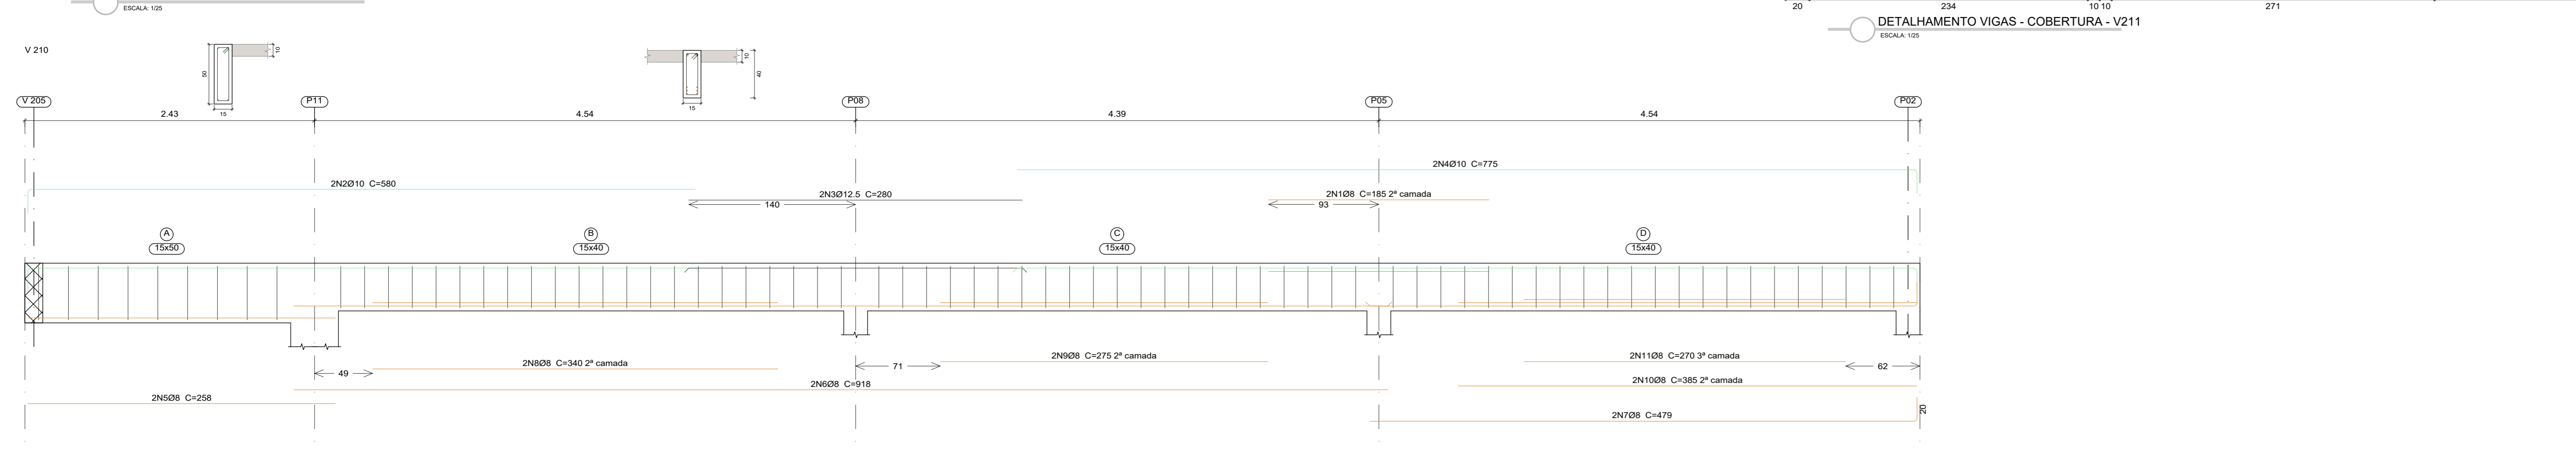 ESCALA: 1/25
20 234 10 10 271
DETALHAMENTO VIGAS - COBERTURA - V211
ESCALA: 1/25
V 210
50
10
15
10
40
15
V 205
P11
P08
P05
P02
2.43
4.54
4.39
4.54
2N4Ø10 C=775
2N2Ø10 C=580
2N3Ø12.5 C=280
2N1Ø8 C=185 2ª camada
140
93
A
B
C
D
15x50
15x40
15x40
15x40
2N8Ø8 C=340 2ª camada
2N9Ø8 C=275 2ª camada
2N11Ø8 C=270 3ª camada
49
71
62
2N6Ø8 C=918
2N10Ø8 C=385 2ª camada
2N5Ø8 C=258
2N7Ø8 C=479
20